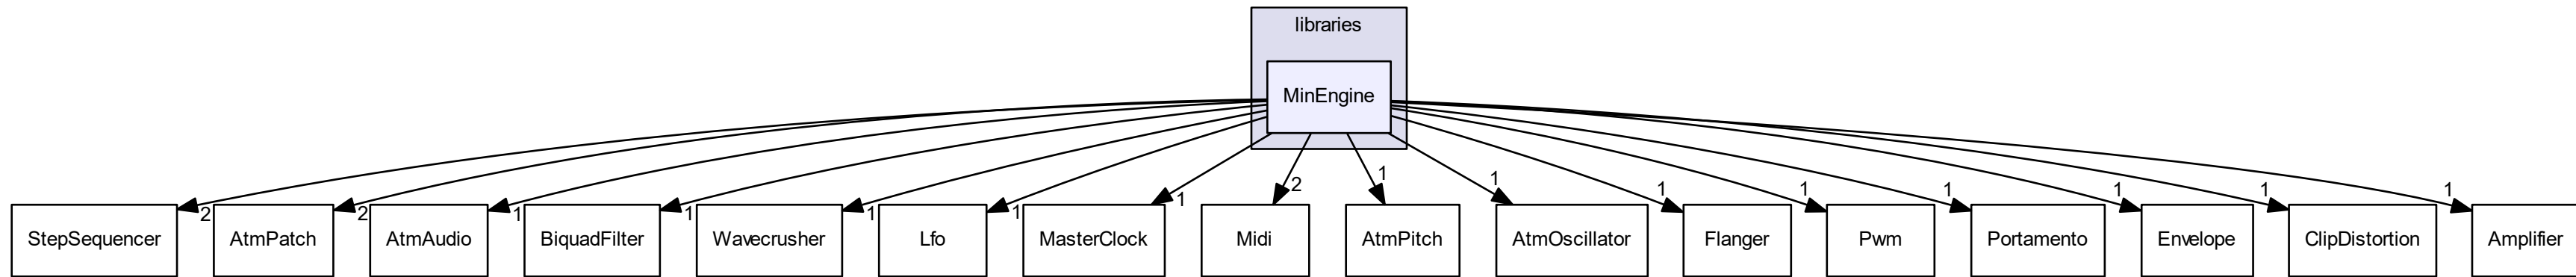 libraries
MinEngine
2
2
1
1
1
1
1
2
1
1
1
1
1
1
1
1
StepSequencer
AtmPatch
AtmAudio
BiquadFilter
Wavecrusher
Lfo
MasterClock
Midi
AtmPitch
AtmOscillator
Flanger
Pwm
Portamento
Envelope
ClipDistortion
Amplifier